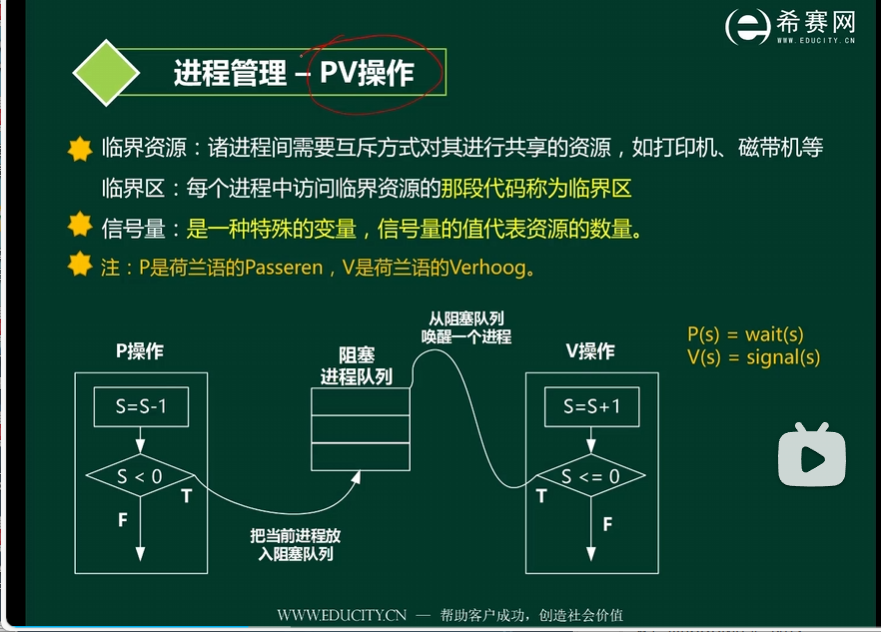 希赛网
WWW.EDUCITY.CN
进程管理 – PV操作
临界资源：诸进程间需要互斥方式对其进行共享的资源，如打印机、磁带机等
临界区：每个进程中访问临界资源的那段代码称为临界区
信号量：是一种特殊的变量，信号量的值代表资源的数量。
注：P是荷兰语的Passeren，V是荷兰语的Verhoog。
从阻塞队列
唤醒一个进程
P(s) = wait(s)
V(s) = signal(s)
P操作
阻塞
进程队列
V操作
S=S-1
S=S+1
S < 0
S <= 0
T
T
F
F
把当前进程放
入阻塞队列
WWW.EDUCITY.CN — 帮助客户成功，创造社会价值